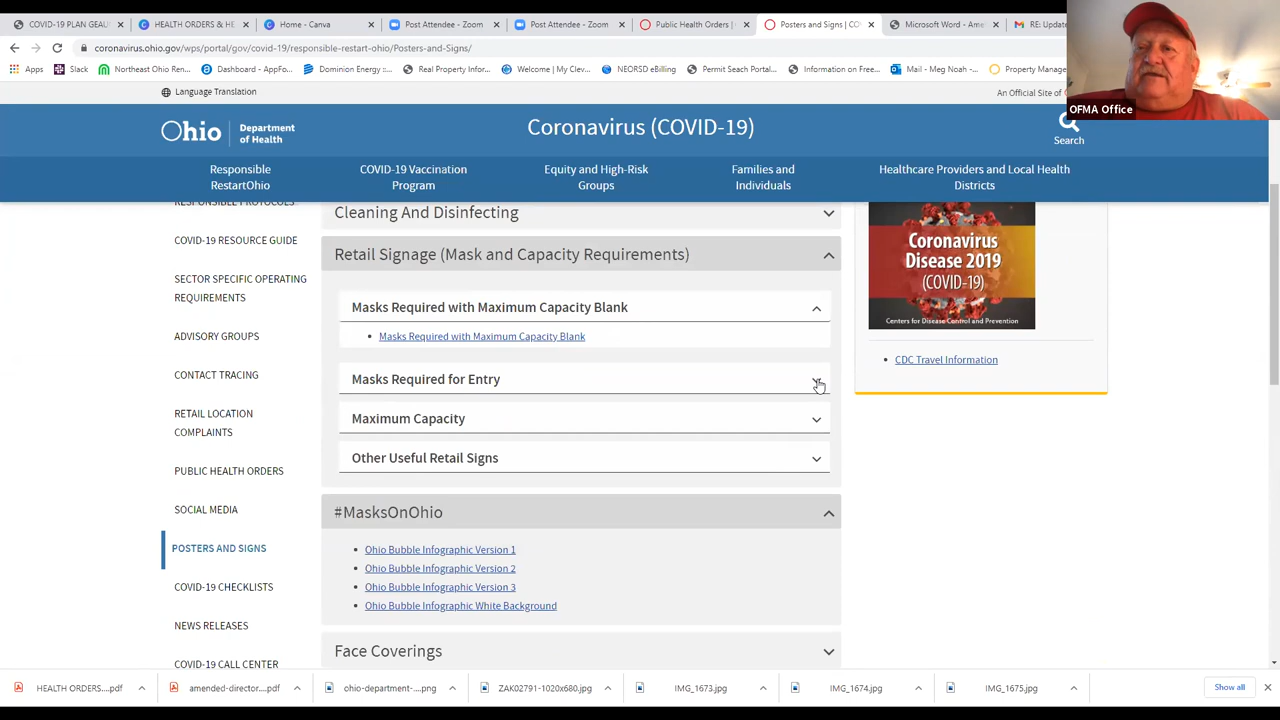 COVID-19 PLAN GEAU
HEALTH ORDERS & HE
Home - Canva
Post Attendee - Zoom
Post Attendee - Zoom
Public Health Orders |
Posters and Signs | CO
Microsoft Word - Ame
RE: Update
coronavirus.ohio.gov/wps/portal/gov/covid-19/responsible-restart-ohio/Posters-and-Signs/
Apps
Slack
Northeast Ohio Ren...
Dashboard - AppFo...
Dominion Energy ::...
Real Property Infor...
Welcome | My Clev...
NEORSD eBilling
Permit Seach Portal...
Information on Free...
Mail - Meg Noah -...
Property Manage
OFMA Office
Language Translation
An Official Site of
Ohio
Department
of Health
Coronavirus (COVID-19)
Search
Responsible
RestartOhio
COVID-19 Vaccination
Program
Equity and High-Risk
Groups
Families and
Individuals
Healthcare Providers and Local Health
Districts
RESPONSIBLE PROTOCOLS
COVID-19 RESOURCE GUIDE
SECTOR SPECIFIC OPERATING
REQUIREMENTS
ADVISORY GROUPS
CONTACT TRACING
RETAIL LOCATION
COMPLAINTS
PUBLIC HEALTH ORDERS
SOCIAL MEDIA
POSTERS AND SIGNS
COVID-19 CHECKLISTS
NEWS RELEASES
COVID-19 CALL CENTER
Cleaning And Disinfecting
Retail Signage (Mask and Capacity Requirements)
Masks Required with Maximum Capacity Blank
• Masks Required with Maximum Capacity Blank
Masks Required for Entry
Maximum Capacity
Other Useful Retail Signs
#MasksOnOhio
• Ohio Bubble Infographic Version 1
• Ohio Bubble Infographic Version 2
• Ohio Bubble Infographic Version 3
• Ohio Bubble Infographic White Background
Face Coverings
Coronavirus
Disease 2019
(COVID-19)
Centers for Disease Control and Prevention
• CDC Travel Information
HEALTH ORDERS....pdf
amended-director....pdf
ohio-department-....png
ZAK02791-1020x680.jpg
IMG_1673.jpg
IMG_1674.jpg
IMG_1675.jpg
Show all